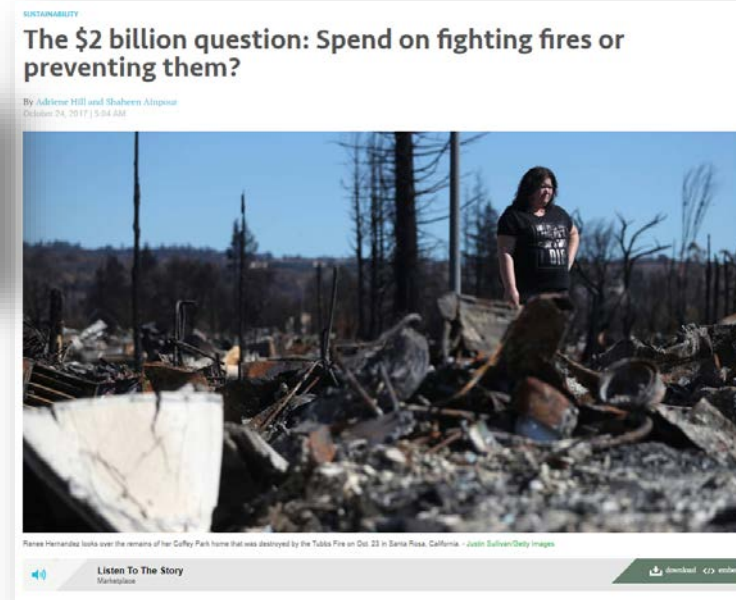 SUSTAINABILITY
The $2 billion question: Spend on fighting fires or
preventing them?
By Adriene Hill and Shaheen Ainpour
October 24, 2017 | 5:04 AM
Renee Hernandez looks over the remains of her Coffey Park home that was destroyed by the Tubbs Fire on Oct. 23 in Santa Rosa, California. - Justin Sullivan/Getty Images
Listen To The Story
Marketplace
download </> embe